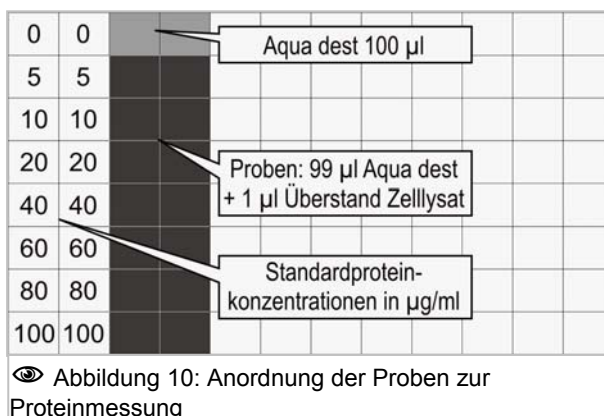 0 0
Aqua dest 100 µl
5 5
10 10
20 20
Proben: 99 µl Aqua dest
+ 1 µl Überstand Zelllysat
40 40
60 60
Standardprotein-
konzentrationen in µg/ml
80 80
100 100
Abbildung 10: Anordnung der Proben zur
Proteinmessung